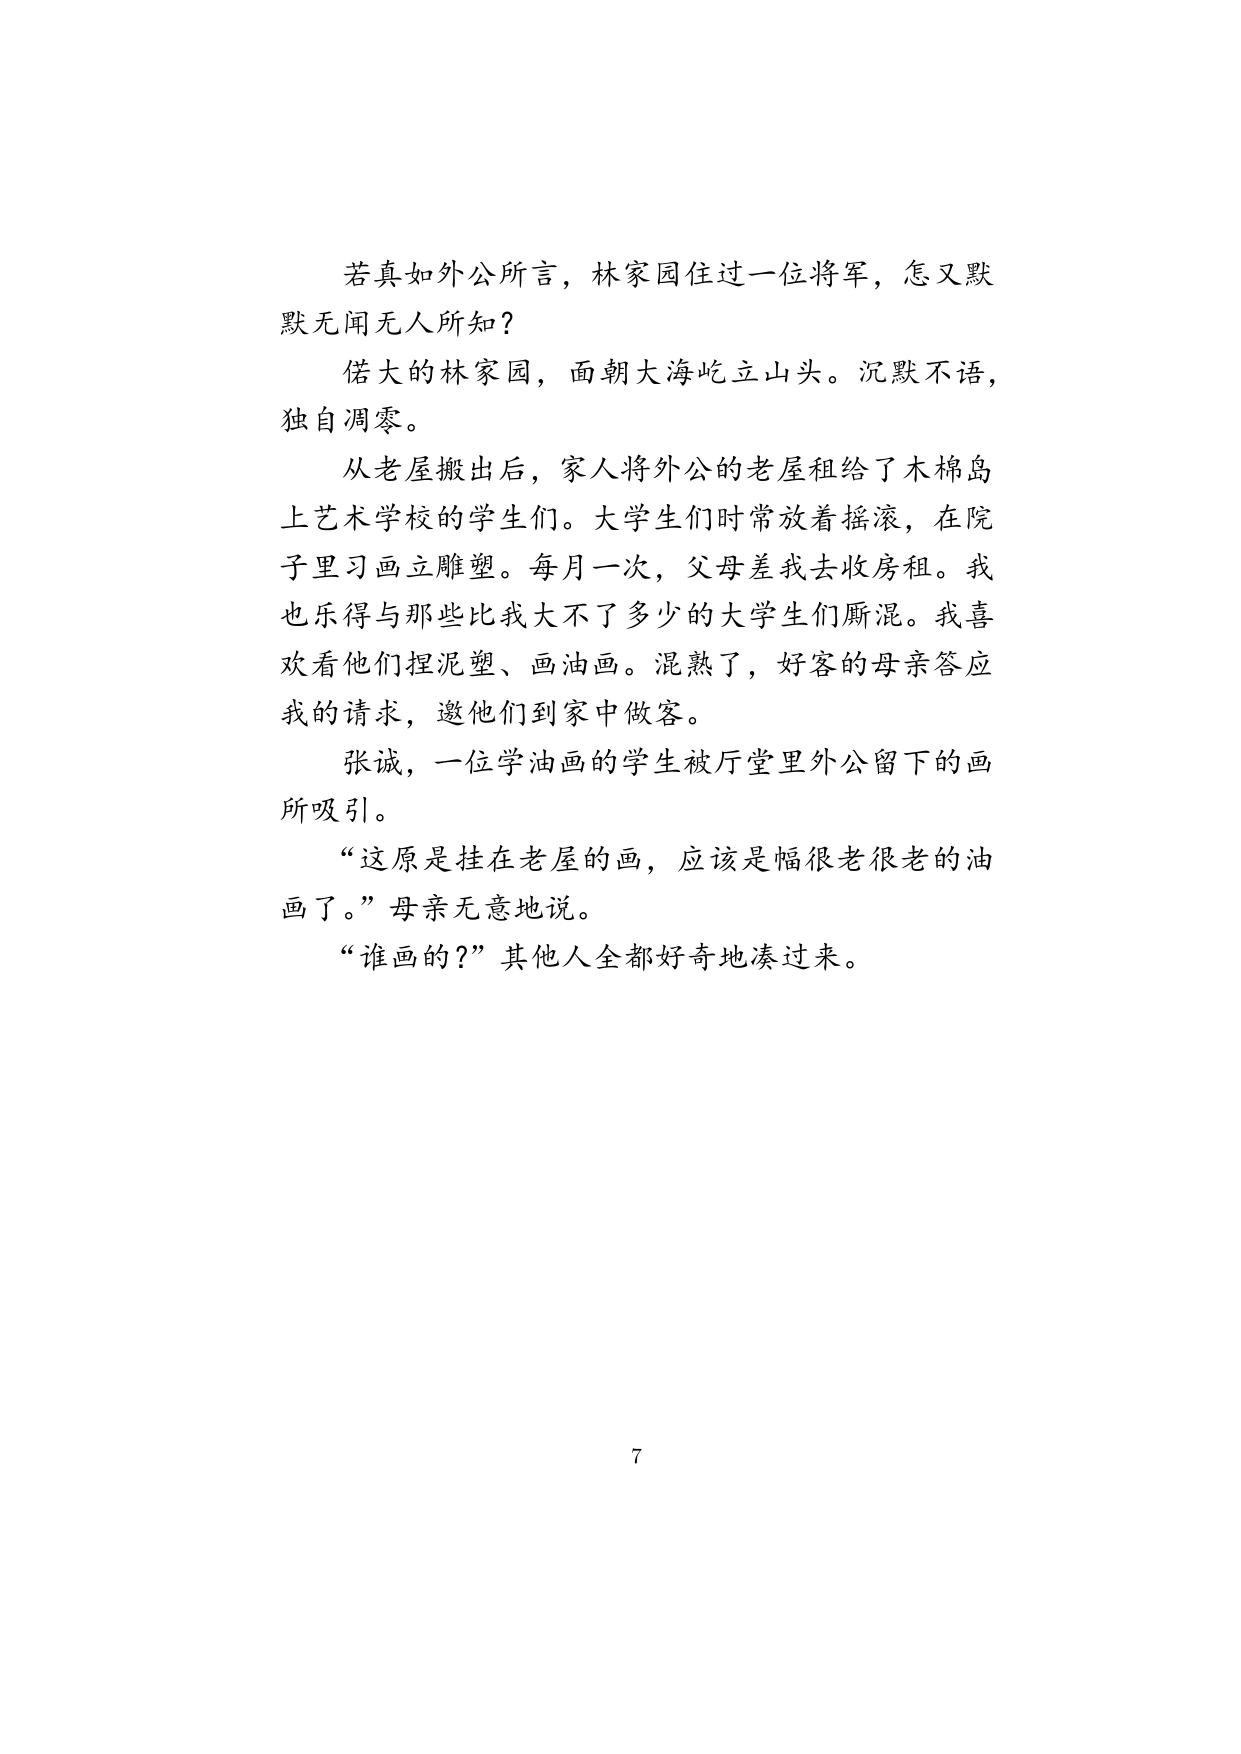 若真如外公所言，林家园住过一位将军，怎又默
默无闻无人所知？
偌大的林家园，面朝大海屹立山头。沉默不语，
独自凋零。
从老屋搬出后，家人将外公的老屋租给了木棉岛
上艺术学校的学生们。大学生们时常放着摇滚，在院
子里习画立雕塑。每月一次，父母差我去收房租。我
也乐得与那些比我大不了多少的大学生们厮混。我喜
欢看他们捏泥塑、画油画。混熟了，好客的母亲答应
我的请求，邀他们到家中做客。
张诚，一位学油画的学生被厅堂里外公留下的画
所吸引。
“这原是挂在老屋的画，应该是幅很老很老的油
画了。”母亲无意地说。
“谁画的？”其他人全都好奇地凑过来。
7